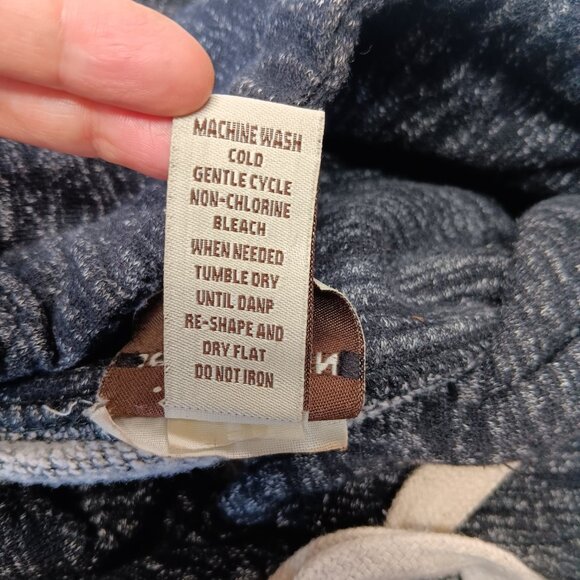 MACHINE WASH
COLD
GENTLE CYCLE
NON-CHLORINE
BLEACH
WHEN NEEDED
TUMBLE DRY
UNTIL DANP
RE-SHAPE AND
DRY FLAT
DO NOT IRON